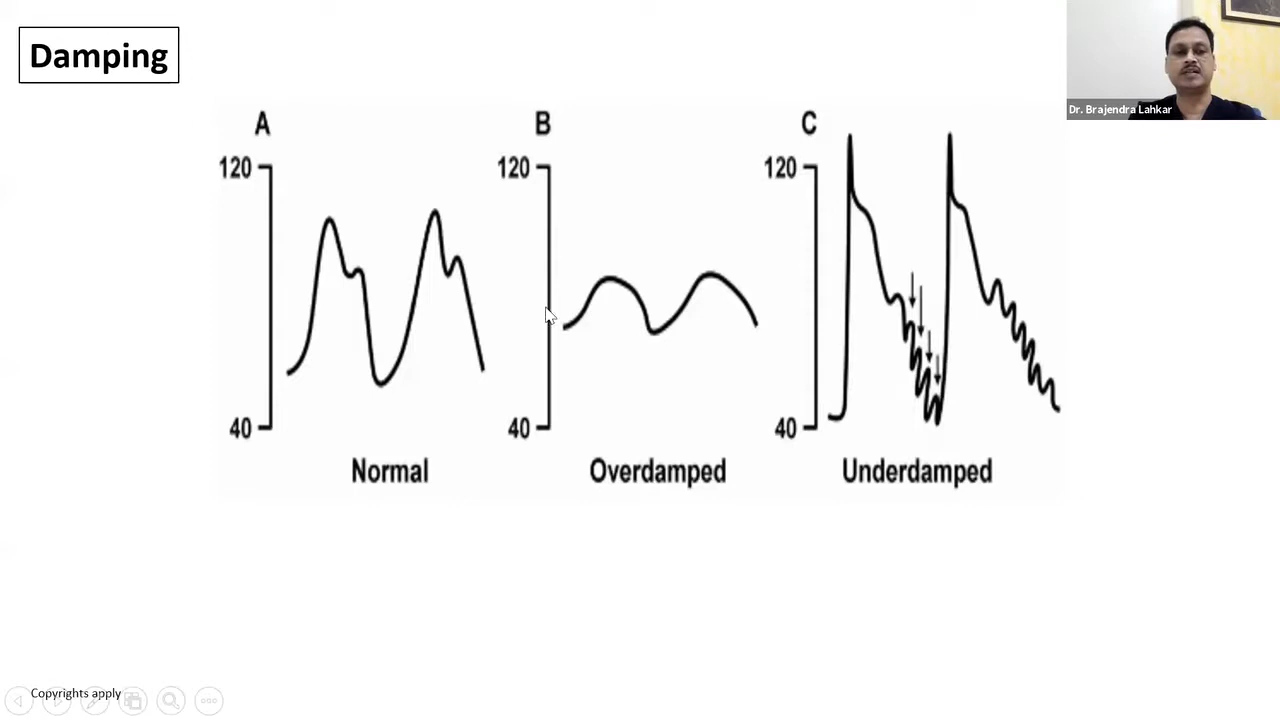 Damping
Dr. Brajendra Lahkar
A B C
120 120 120
40 40 40
Normal Overdamped Underdamped
Copyrights apply